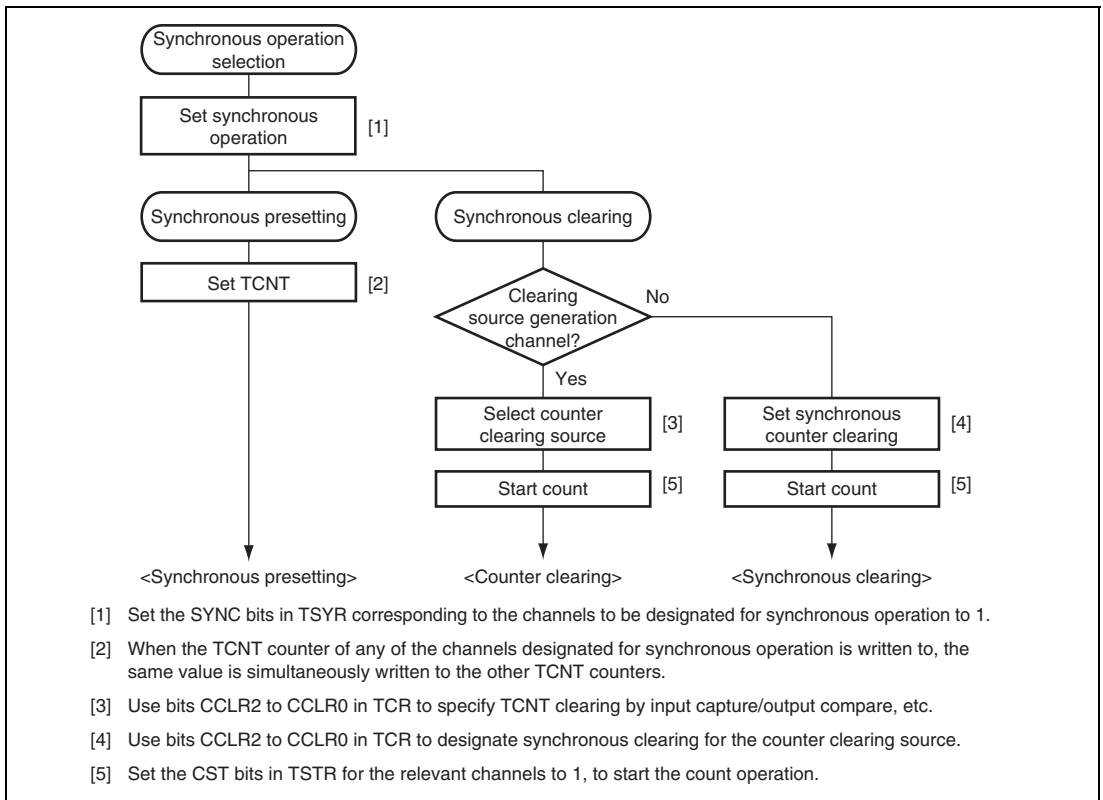 Synchronous operation
selection
Set synchronous
operation
[1]
Synchronous presetting
Synchronous clearing
Set TCNT
[2]
Clearing
source generation
channel?
No
Yes
Select counter
clearing source
[3]
Set synchronous
counter clearing
[4]
Start count
[5]
Start count
[5]
<Synchronous presetting>
<Counter clearing>
<Synchronous clearing>
[1] Set the SYNC bits in TSYR corresponding to the channels to be designated for synchronous operation to 1.
[2] When the TCNT counter of any of the channels designated for synchronous operation is written to, the
same value is simultaneously written to the other TCNT counters.
[3] Use bits CCLR2 to CCLR0 in TCR to specify TCNT clearing by input capture/output compare, etc.
[4] Use bits CCLR2 to CCLR0 in TCR to designate synchronous clearing for the counter clearing source.
[5] Set the CST bits in TSTR for the relevant channels to 1, to start the count operation.